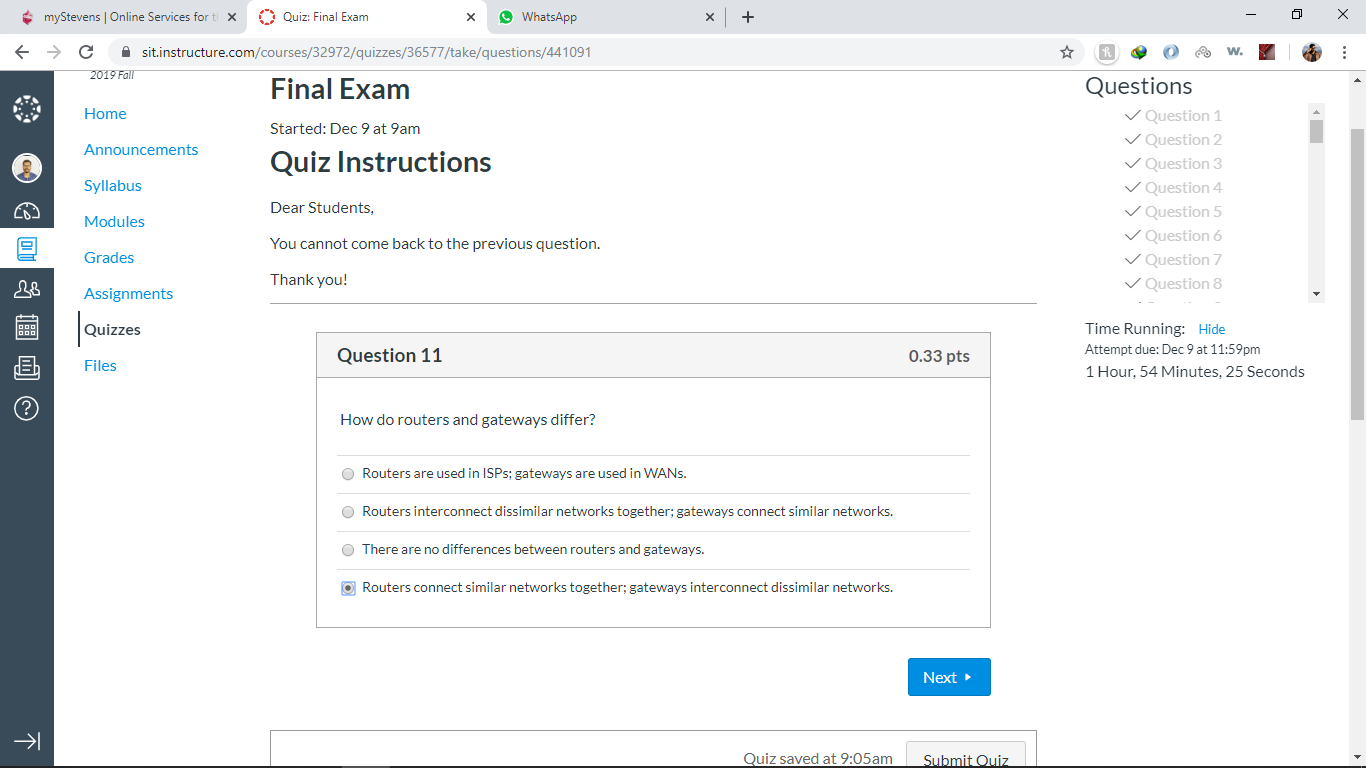 myStevens | Online Services for t
Quiz: Final Exam
WhatsApp
sit.instructure.com/courses/32972/quizzes/36577/take/questions/441091
2019 Fall
Home
Announcements
Syllabus
Modules
Grades
Assignments
Quizzes
Files
Final Exam
Started: Dec 9 at 9am
Quiz Instructions
Dear Students,
You cannot come back to the previous question.
Thank you!
Question 11 0.33 pts
How do routers and gateways differ?
Routers are used in ISPs; gateways are used in WANs.
Routers interconnect dissimilar networks together; gateways connect similar networks.
There are no differences between routers and gateways.
Routers connect similar networks together; gateways interconnect dissimilar networks.
Next
Quiz saved at 9:05am
Submit Quiz
Questions
Question 1
Question 2
Question 3
Question 4
Question 5
Question 6
Question 7
Question 8
Time Running: Hide
Attempt due: Dec 9 at 11:59pm
1 Hour, 54 Minutes, 25 Seconds